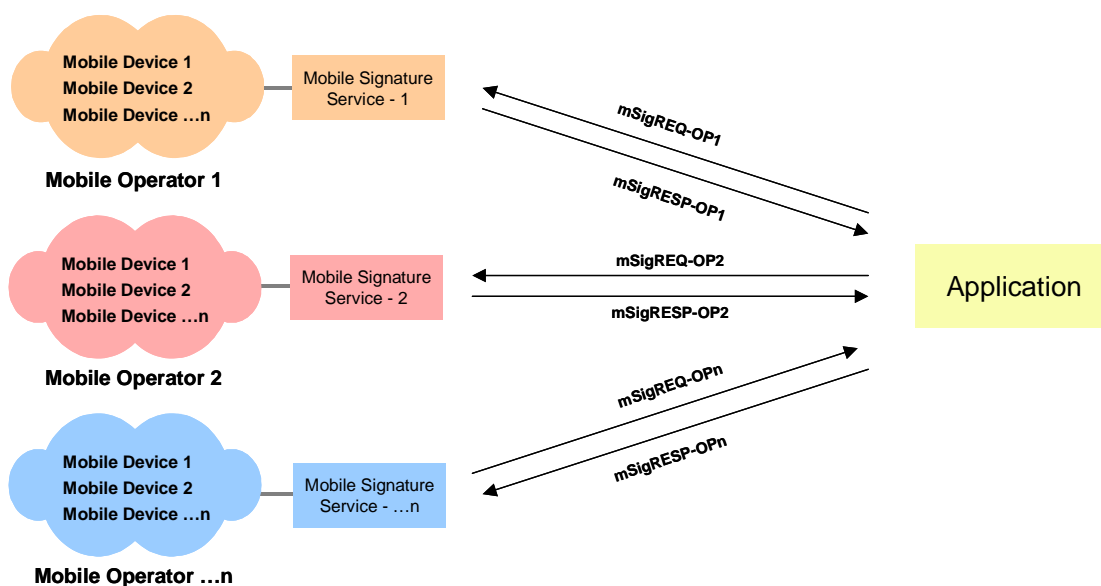 Mobile Device 1
Mobile Device 2
Mobile Device …n
Mobile Signature
Service - 1
Mobile Operator 1
mSigREQ-OP1
mSigRESP-OP1
Mobile Device 1
Mobile Device 2
Mobile Device …n
Mobile Signature
Service - 2
Mobile Operator 2
mSigREQ-OP2
mSigRESP-OP2
Application
mSigREQ-OPn
mSigRESP-OPn
Mobile Device 1
Mobile Device 2
Mobile Device …n
Mobile Signature
Service - …n
Mobile Operator …n